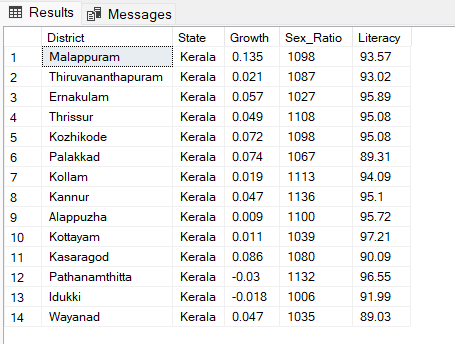 Results Messages
District State Growth Sex_Ratio Literacy
1 Malappuram Kerala 0.135 1098 93.57
2 Thiruvananthapuram Kerala 0.021 1087 93.02
3 Ernakulam Kerala 0.057 1027 95.89
4 Thrissur Kerala 0.049 1108 95.08
5 Kozhikode Kerala 0.072 1098 95.08
6 Palakkad Kerala 0.074 1067 89.31
7 Kollam Kerala 0.019 1113 94.09
8 Kannur Kerala 0.047 1136 95.1
9 Alappuzha Kerala 0.009 1100 95.72
10 Kottayam Kerala 0.011 1039 97.21
11 Kasaragod Kerala 0.086 1080 90.09
12 Pathanamthitta Kerala -0.03 1132 96.55
13 Idukki Kerala -0.018 1006 91.99
14 Wayanad Kerala 0.047 1035 89.03